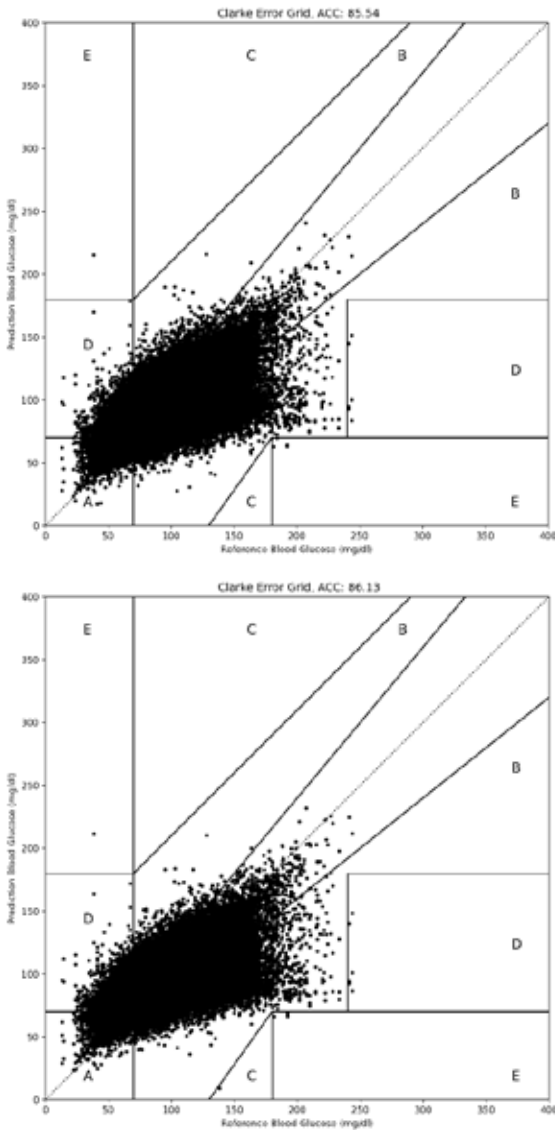 Clarke Error Grid, ACC: 85.54
400
E C B
350
300
B
250
200
150
D
D
100
50
A C E
0
0 50 100 150 200 250 300 350 400
Prediction Blood Glucose (mg/dl)
Reference Blood Glucose (mg/dl)
Clarke Error Grid, ACC: 86.13
400
E C B
350
300
B
250
200
150
D
D
100
50
A C E
0
0 50 100 150 200 250 300 350 400
Prediction Blood Glucose (mg/dl)
Reference Blood Glucose (mg/dl)